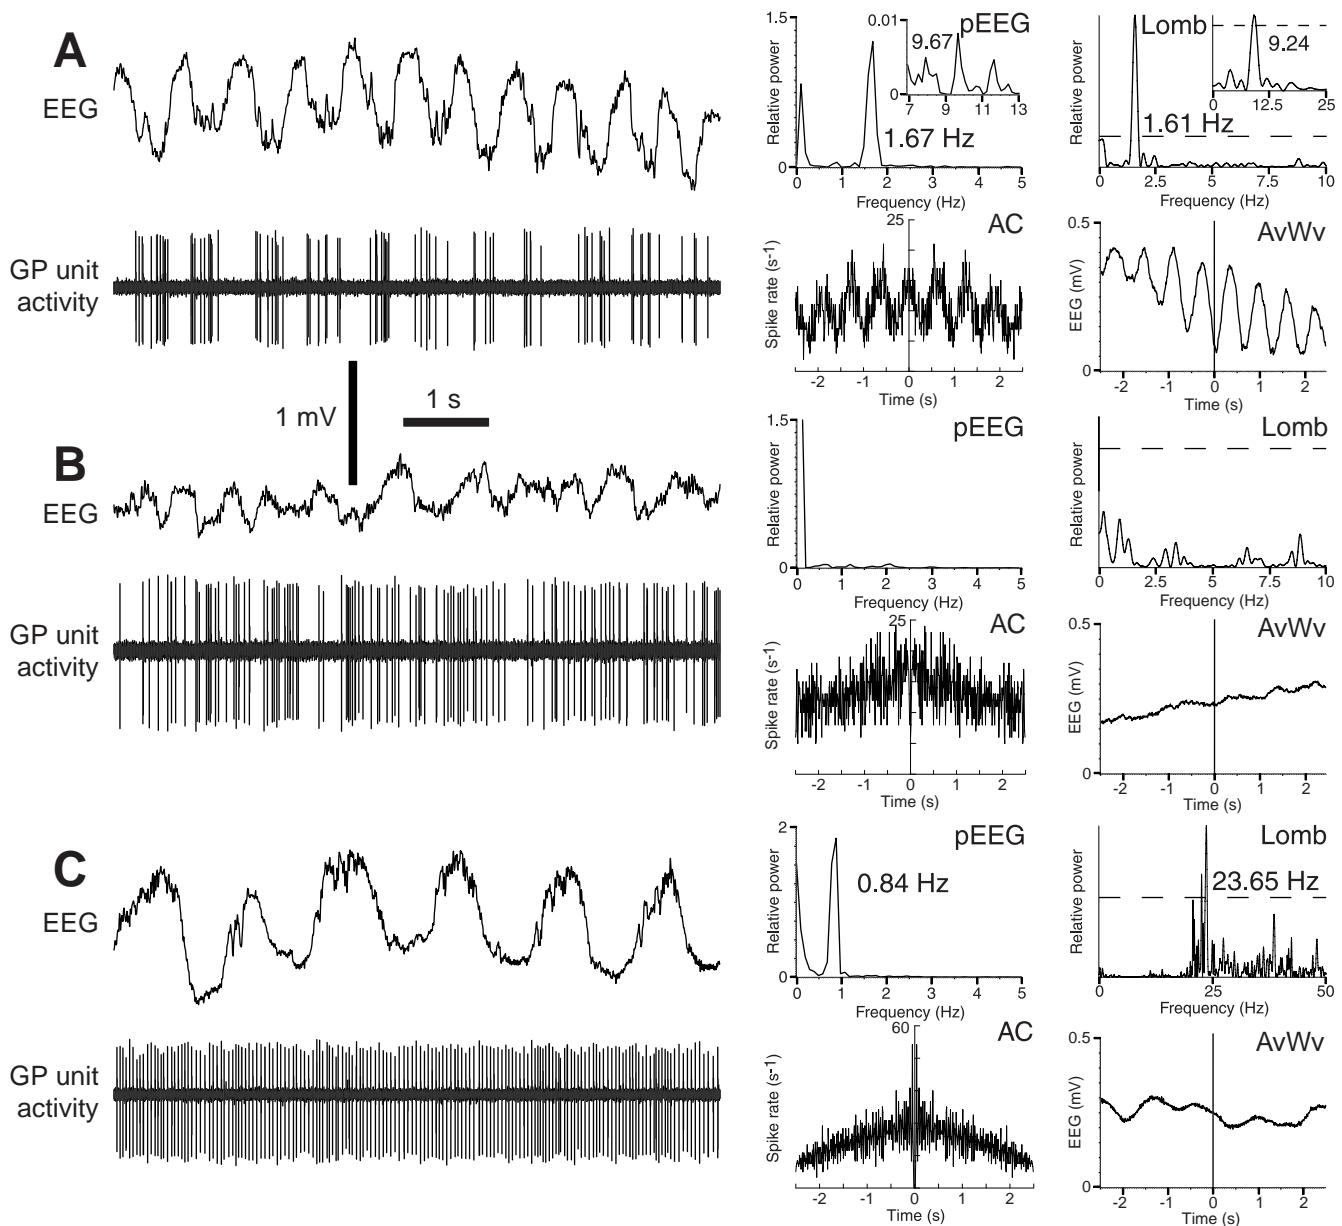 A
EEG
GP unit
activity
1.5
Relative power
0
0 1 2 3 4 5
Frequency (Hz)
pEEG
1.67 Hz
0.01
0
9.67
7 9 11 13
Relative power
Lomb
1.61 Hz
0 2.5 5 7.5 10
Frequency (Hz)
9.24
0 12.5 25
AC
25
Spike rate (s-1)
-2 -1 0 1 2
Time (s)
AvWv
0.5
EEG (mV)
0
-2 -1 0 1 2
Time (s)
1 mV
1 s
B
EEG
GP unit
activity
pEEG
1.5
Relative power
0
0 1 2 3 4 5
Frequency (Hz)
Lomb
Relative power
0 2.5 5 7.5 10
Frequency (Hz)
AC
25
Spike rate (s-1)
-2 -1 0 1 2
Time (s)
AvWv
0.5
EEG (mV)
0
-2 -1 0 1 2
Time (s)
C
EEG
GP unit
activity
pEEG
2
Relative power
0
0.84 Hz
0 1 2 3 4 5
Frequency (Hz)
Lomb
Relative power
23.65 Hz
0 25 50
Frequency (Hz)
AC
60
Spike rate (s-1)
-2 -1 0 1 2
Time (s)
AvWv
0.5
EEG (mV)
0
-2 -1 0 1 2
Time (s)